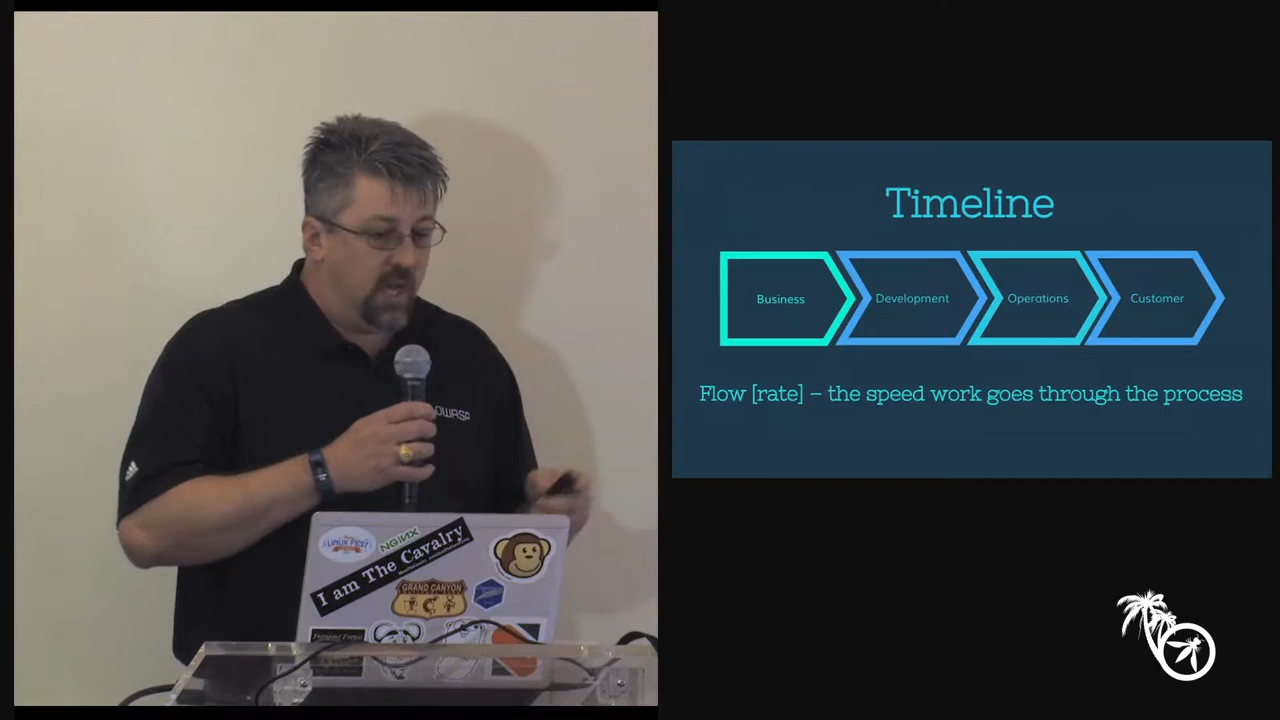 OWASP
LINUX FEST
NGINX
I am The Cavalry
GRAND CANYON
Timeline
Business
Development
Operations
Customer
Flow [rate] – the speed work goes through the process